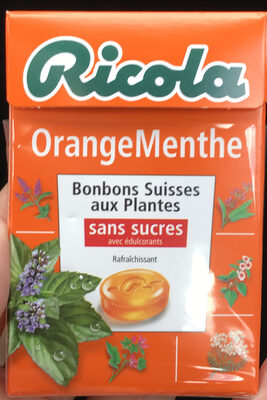 Ricola
OrangeMenthe
Bonbons Suisses
aux Plantes
sans sucres
avec édulcorants
Rafraîchissant